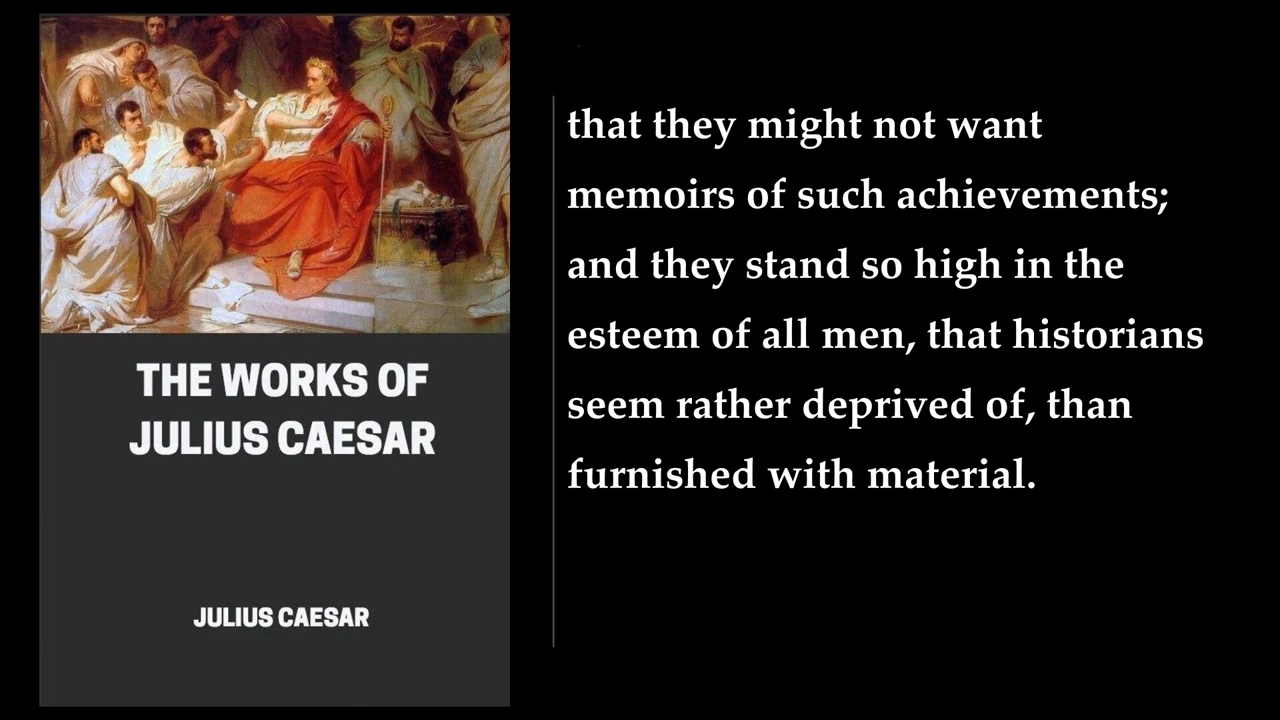 THE WORKS OF
JULIUS CAESAR
JULIUS CAESAR
that they might not want
memoirs of such achievements;
and they stand so high in the
esteem of all men, that historians
seem rather deprived of, than
furnished with material.